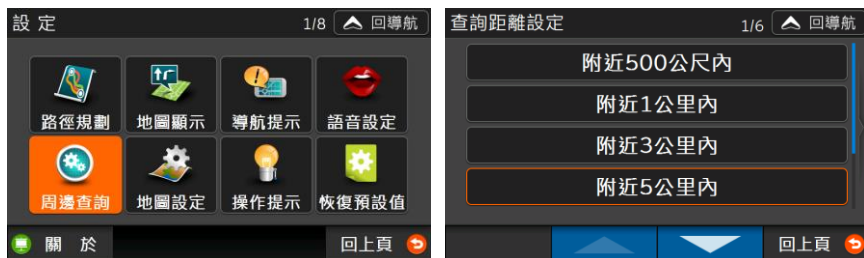 設 定 1/8 回導航
路徑規劃 地圖顯示 導航提示 語音設定
周邊查詢 地圖設定 操作提示 恢復預設值
關 於 回上頁
查詢距離設定 1/6 回導航
附近500公尺內
附近1公里內
附近3公里內
附近5公里內
回上頁